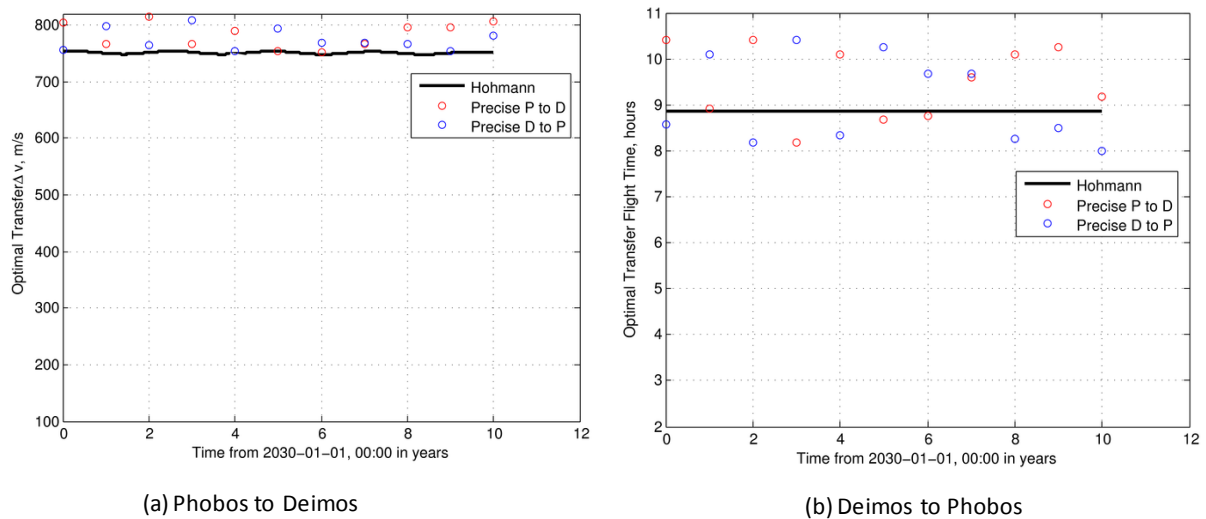 800
700
600
500
400
300
200
100
Optimal TransferΔ v, m/s
0
2
4
6
8
10
12
Time from 2030−01−01, 00:00 in years
Hohmann
Precise P to D
Precise D to P
(a) Phobos to Deimos
11
10
9
8
7
6
5
4
3
2
Optimal Transfer Flight Time, hours
0
2
4
6
8
10
12
Time from 2030−01−01, 00:00 in years
Hohmann
Precise P to D
Precise D to P
(b) Deimos to Phobos